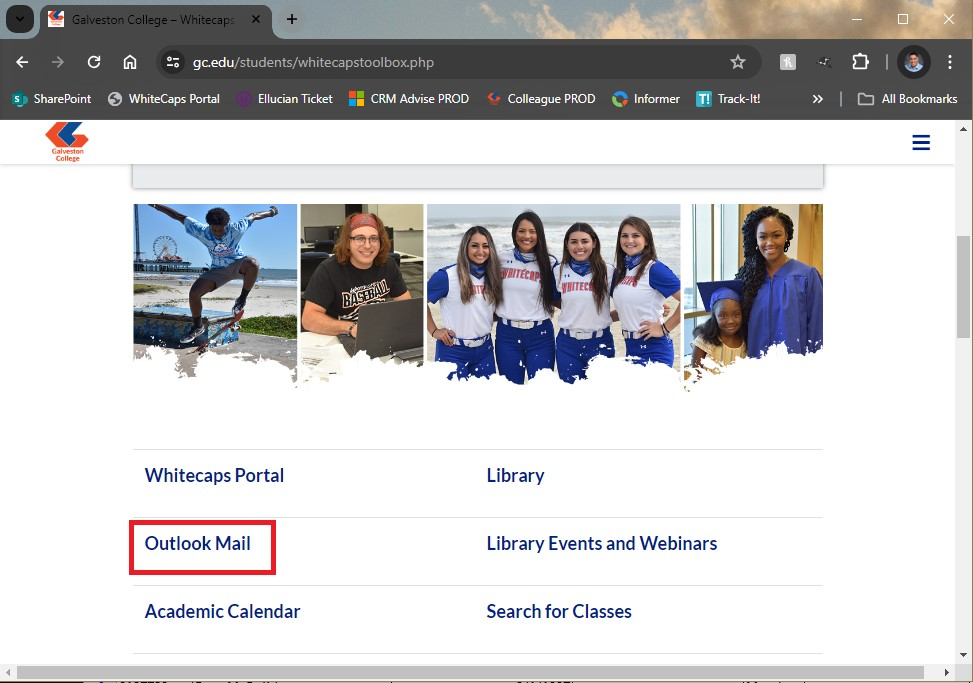 Galveston College – Whitecaps
gc.edu/students/whitecapstoolbox.php
SharePoint WhiteCaps Portal Ellucian Ticket CRM Advise PROD Colleague PROD Informer Track-It! » All Bookmarks
Galveston
College
BASEBALL
WHITECAPS
Whitecaps Portal Library
Outlook Mail Library Events and Webinars
Academic Calendar Search for Classes